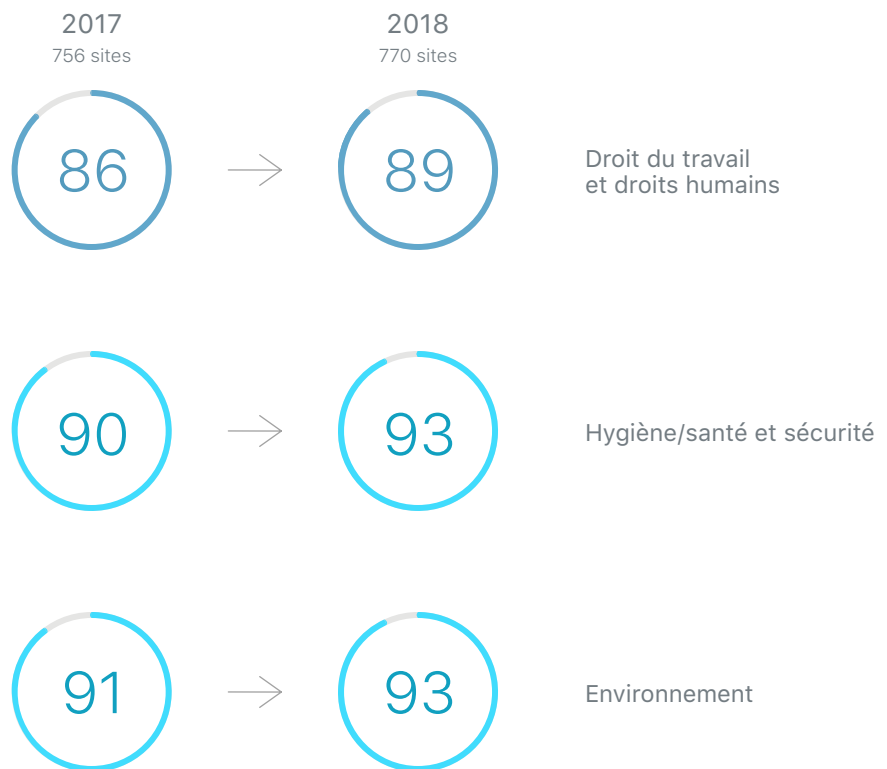 2017
2018
756 sites
770 sites
86
89
Droit du travail
et droits humains
90
93
Hygiène/santé et sécurité
91
93
Environnement